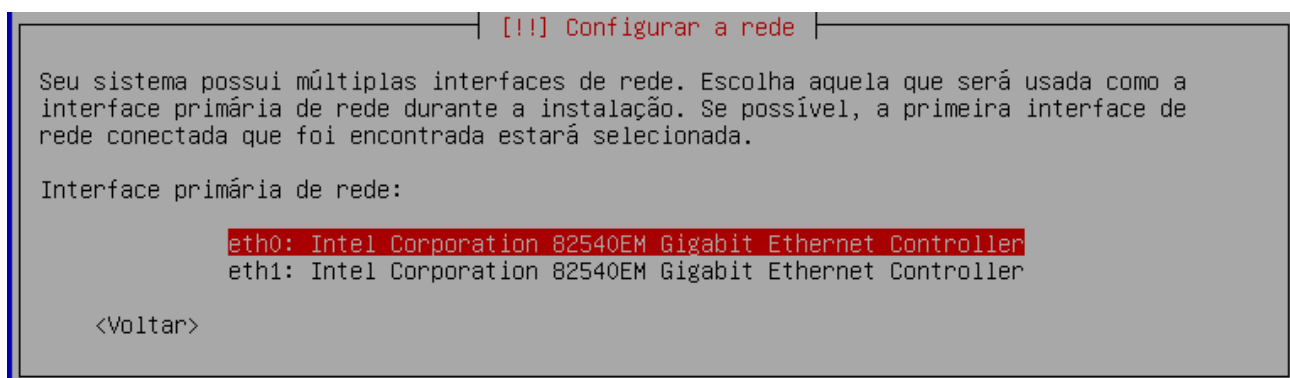 [!!] Configurar a rede
Seu sistema possui múltiplas interfaces de rede. Escolha aquela que será usada como a
interface primária de rede durante a instalação. Se possível, a primeira interface de
rede conectada que foi encontrada estará selecionada.
Interface primária de rede:
eth0: Intel Corporation 82540EM Gigabit Ethernet Controller
eth1: Intel Corporation 82540EM Gigabit Ethernet Controller
<Voltar>